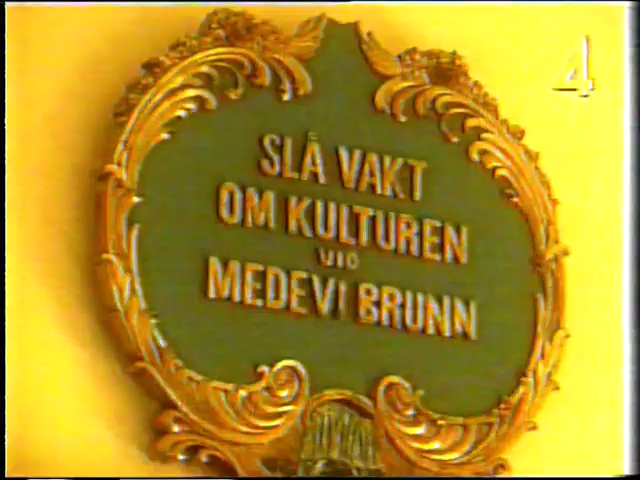 4
SLÅ VAKT
OM KULTUREN
VID
MEDEVI BRUNN